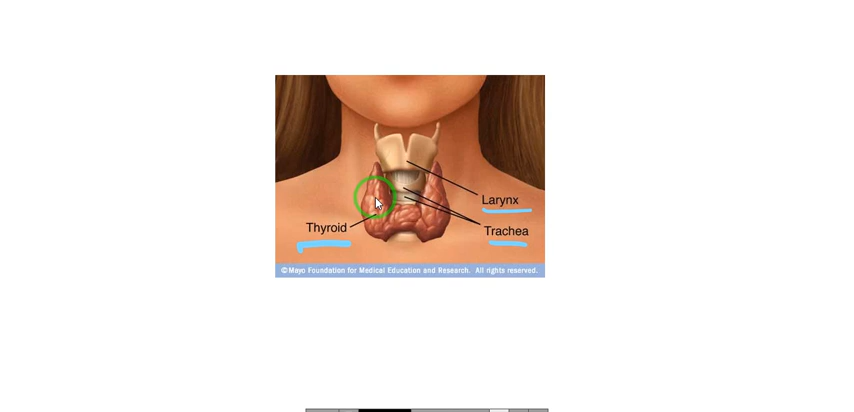 Larynx
Thyroid
Trachea
©Mayo Foundation for Medical Education and Research. All rights reserved.